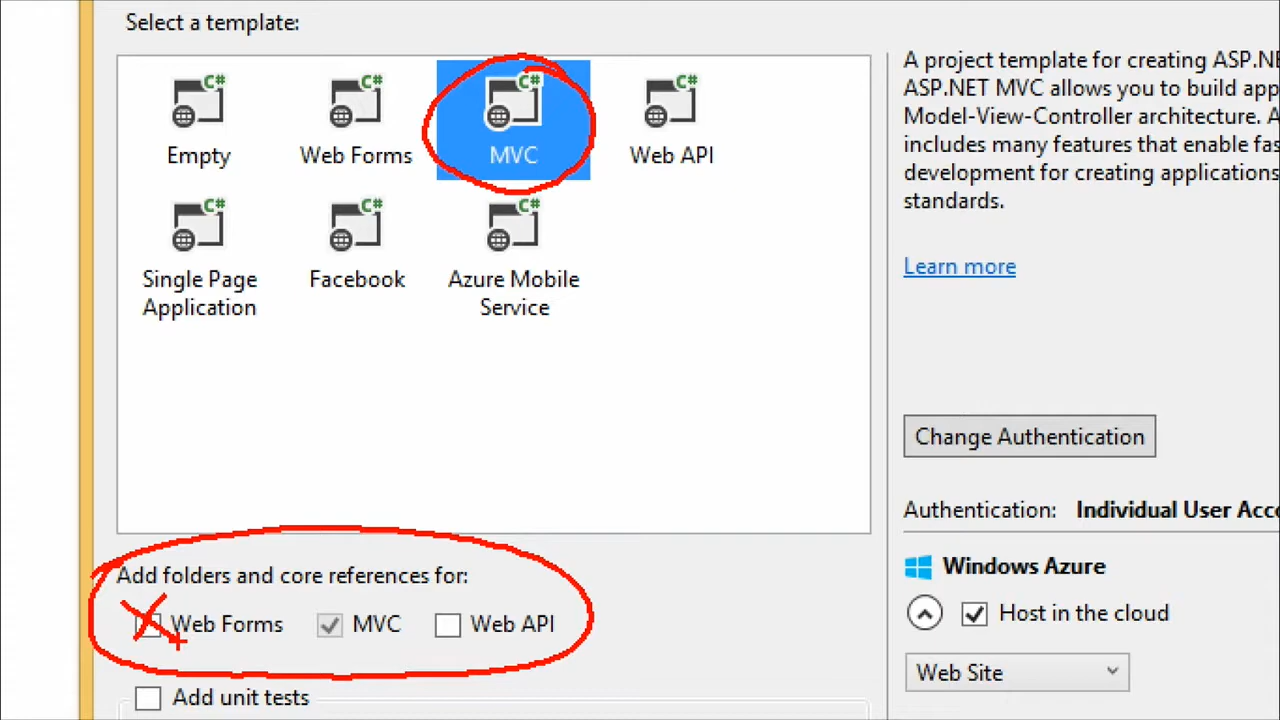 Select a template:
C# C# C# C#
Empty Web Forms MVC Web API
C# C# C#
Single Page Application
Facebook
Azure Mobile Service
Add folders and core references for:
Web Forms MVC Web API
Add unit tests
A project template for creating ASP.NE
ASP.NET MVC allows you to build app
Model-View-Controller architecture. A
includes many features that enable fas
development for creating applications
standards.
Learn more
Change Authentication
Authentication: Individual User Acco
Windows Azure
Host in the cloud
Web Site